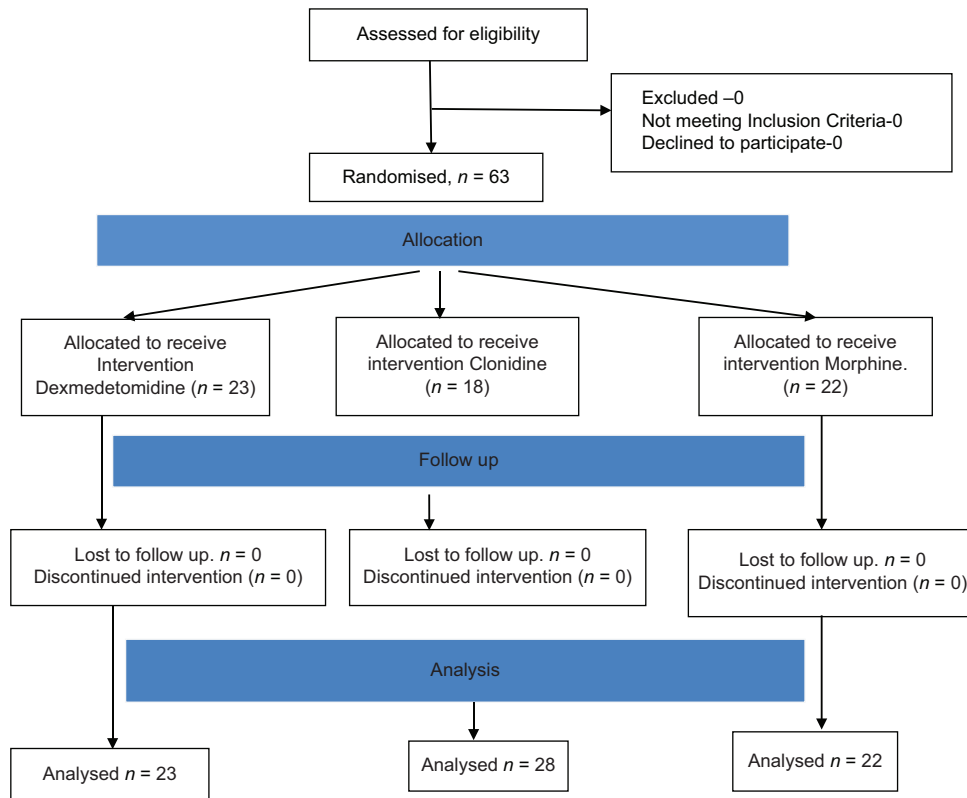 Assessed for eligibility
Excluded –0
Not meeting Inclusion Criteria-0
Declined to participate-0
Randomised, n = 63
Allocation
Allocated to receive
Intervention
Dexmedetomidine (n = 23)
Allocated to receive
intervention Clonidine
(n = 18)
Allocated to receive
intervention Morphine.
(n = 22)
Follow up
Lost to follow up. n = 0
Discontinued intervention (n = 0)
Lost to follow up. n = 0
Discontinued intervention (n = 0)
Lost to follow up. n = 0
Discontinued intervention (n = 0)
Analysis
Analysed n = 23
Analysed n = 28
Analysed n = 22